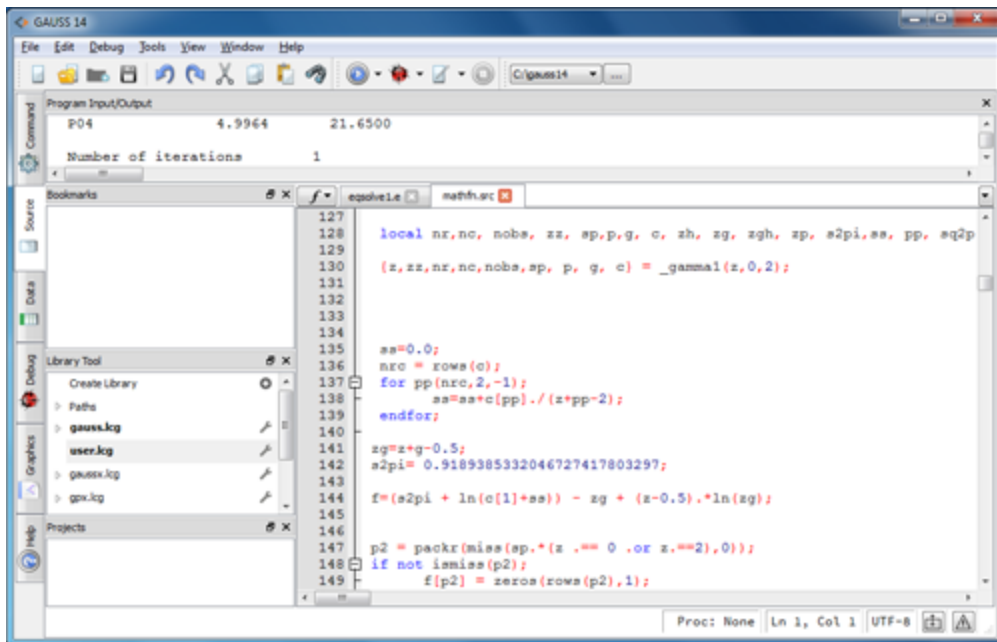 GAUSS 14
File Edit Debug Tools View Window Help
C:\gauss14 ...
Program Input/Output
P04 4.9964 21.6500
Number of iterations 1
Command
Source
Data
Debug
Graphics
Help
Bookmarks
Library Tool
Create Library
Paths
gauss.lcg
user.lcg
gaussx.lcg
gpx.lcg
Projects
eqsolve1.e mathfn.src
127
128 local nr,nc, nobs, zz, sp,p,g, c, zh, zg, zgh, zp, s2pi,ss, pp, sq2p
129
130 {z,zz,nr,nc,nobs,sp, p, g, c} = _gamma1(z,0,2);
131
132
133
134
135 ss=0.0;
136 nrc = rows(c);
137 for pp(nrc,2,-1);
138 ss=ss+c[pp]./(z+pp-2);
139 endfor;
140
141 zg=z+g-0.5;
142 s2pi= 0.9189385332046727417803297;
143
144 f=(s2pi + ln(c[1]+ss)) - zg + (z-0.5).*ln(zg);
145
146
147 p2 = packr(miss(sp.*(z .== 0 .or z.==2),0));
148 if not ismiss(p2);
149 f[p2] = zeros(rows(p2),1);
Proc: None Ln 1, Col 1 UTF-8